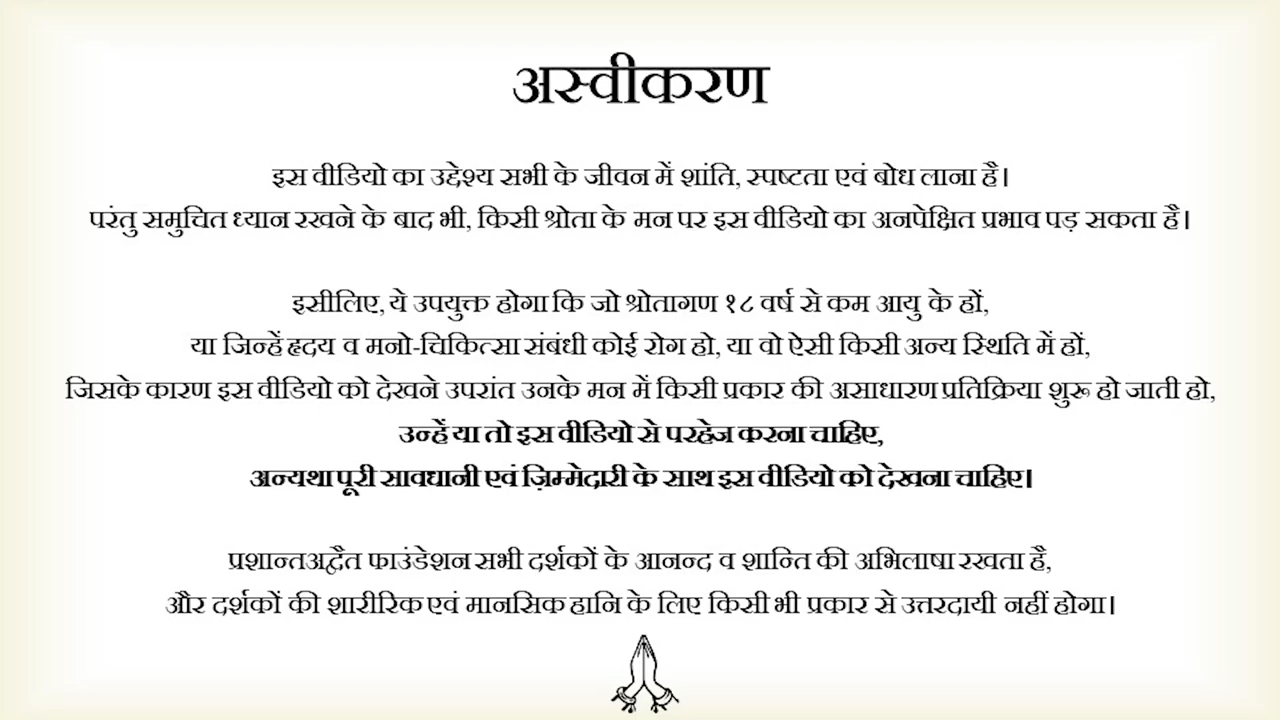 अस्वीकरण
इस वीडियो का उद्देश्य सभी के जीवन में शांति, स्पष्टता एवं बोध लाना है।
परंतु समुचित ध्यान रखने के बाद भी, किसी श्रोता के मन पर इस वीडियो का अनपेक्षित प्रभाव पड़ सकता है।
इसीलिए, ये उपयुक्त होगा कि जो श्रोतागण १८ वर्ष से कम आयु के हों,
या जिन्हें हृदय व मनो-चिकित्सा संबंधी कोई रोग हो, या वो ऐसी किसी अन्य स्थिति में हों,
जिसके कारण इस वीडियो को देखने उपरांत उनके मन में किसी प्रकार की असाधारण प्रतिक्रिया शुरू हो जाती हो,
उन्हें या तो इस वीडियो से परहेज करना चाहिए,
अन्यथा पूरी सावधानी एवं ज़िम्मेदारी के साथ इस वीडियो को देखना चाहिए।
प्रशान्तअद्वैत फाउंडेशन सभी दर्शकों के आनन्द व शान्ति की अभिलाषा रखता है,
और दर्शकों की शारीरिक एवं मानसिक हानि के लिए किसी भी प्रकार से उत्तरदायी नहीं होगा।